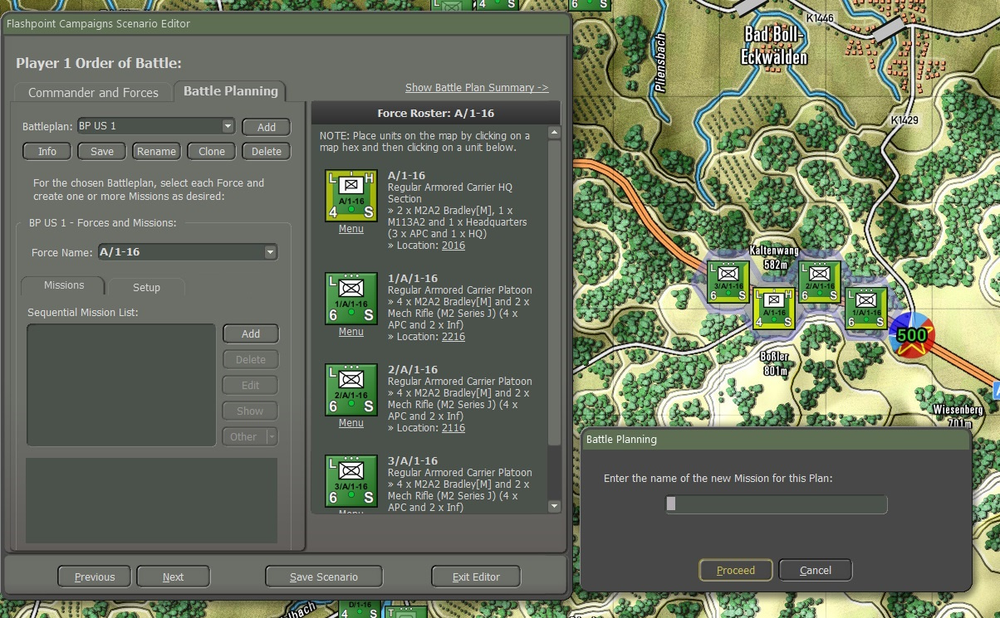 Flashpoint Campaigns Scenario Editor
Player 1 Order of Battle:
Commander and Forces
Battle Planning
Show Battle Plan Summary ->
Battleplan: BP US 1
Add
Info
Save
Rename
Clone
Delete
For the chosen Battleplan, select each Force and
create one or more Missions as desired:
BP US 1 - Forces and Missions:
Force Name: A/1-16
Missions
Setup
Sequential Mission List:
Add
Delete
Edit
Show
Other
Force Roster: A/1-16
NOTE: Place units on the map by clicking on a
map hex and then clicking on a unit below.
L H
A/1-16
4 S
Menu
A/1-16
Regular Armored Carrier HQ
Section
» 2 x M2A2 Bradley[M], 1 x
M113A2 and 1 x Headquarters
(3 x APC and 1 x HQ)
» Location: 2016
L
1/A/1-16
6 S
Menu
1/A/1-16
Regular Armored Carrier Platoon
» 4 x M2A2 Bradley[M] and 2 x
Mech Rifle (M2 Series J) (4 x
APC and 2 x Inf)
» Location: 2216
L
2/A/1-16
6 S
Menu
2/A/1-16
Regular Armored Carrier Platoon
» 4 x M2A2 Bradley[M] and 2 x
Mech Rifle (M2 Series J) (4 x
APC and 2 x Inf)
» Location: 2116
L
3/A/1-16
6 S
Menu
3/A/1-16
Regular Armored Carrier Platoon
» 4 x M2A2 Bradley[M] and 2 x
Mech Rifle (M2 Series J) (4 x
APC and 2 x Inf)
Previous
Next
Save Scenario
Exit Editor
L
4 S
6 S
K1446
Bad Boll-
Eckwälden
Pliensbach
K1429
Kaltenwang
582m
L
3/A/1-16
6 S
L H
A/1-16
4 S
L
2/A/1-16
6 S
L
1/A/1-16
6 S
500
Bößler
801m
Wiesenberg
701m
Battle Planning
Enter the name of the new Mission for this Plan:
Proceed
Cancel
D/1-16
4 S
T